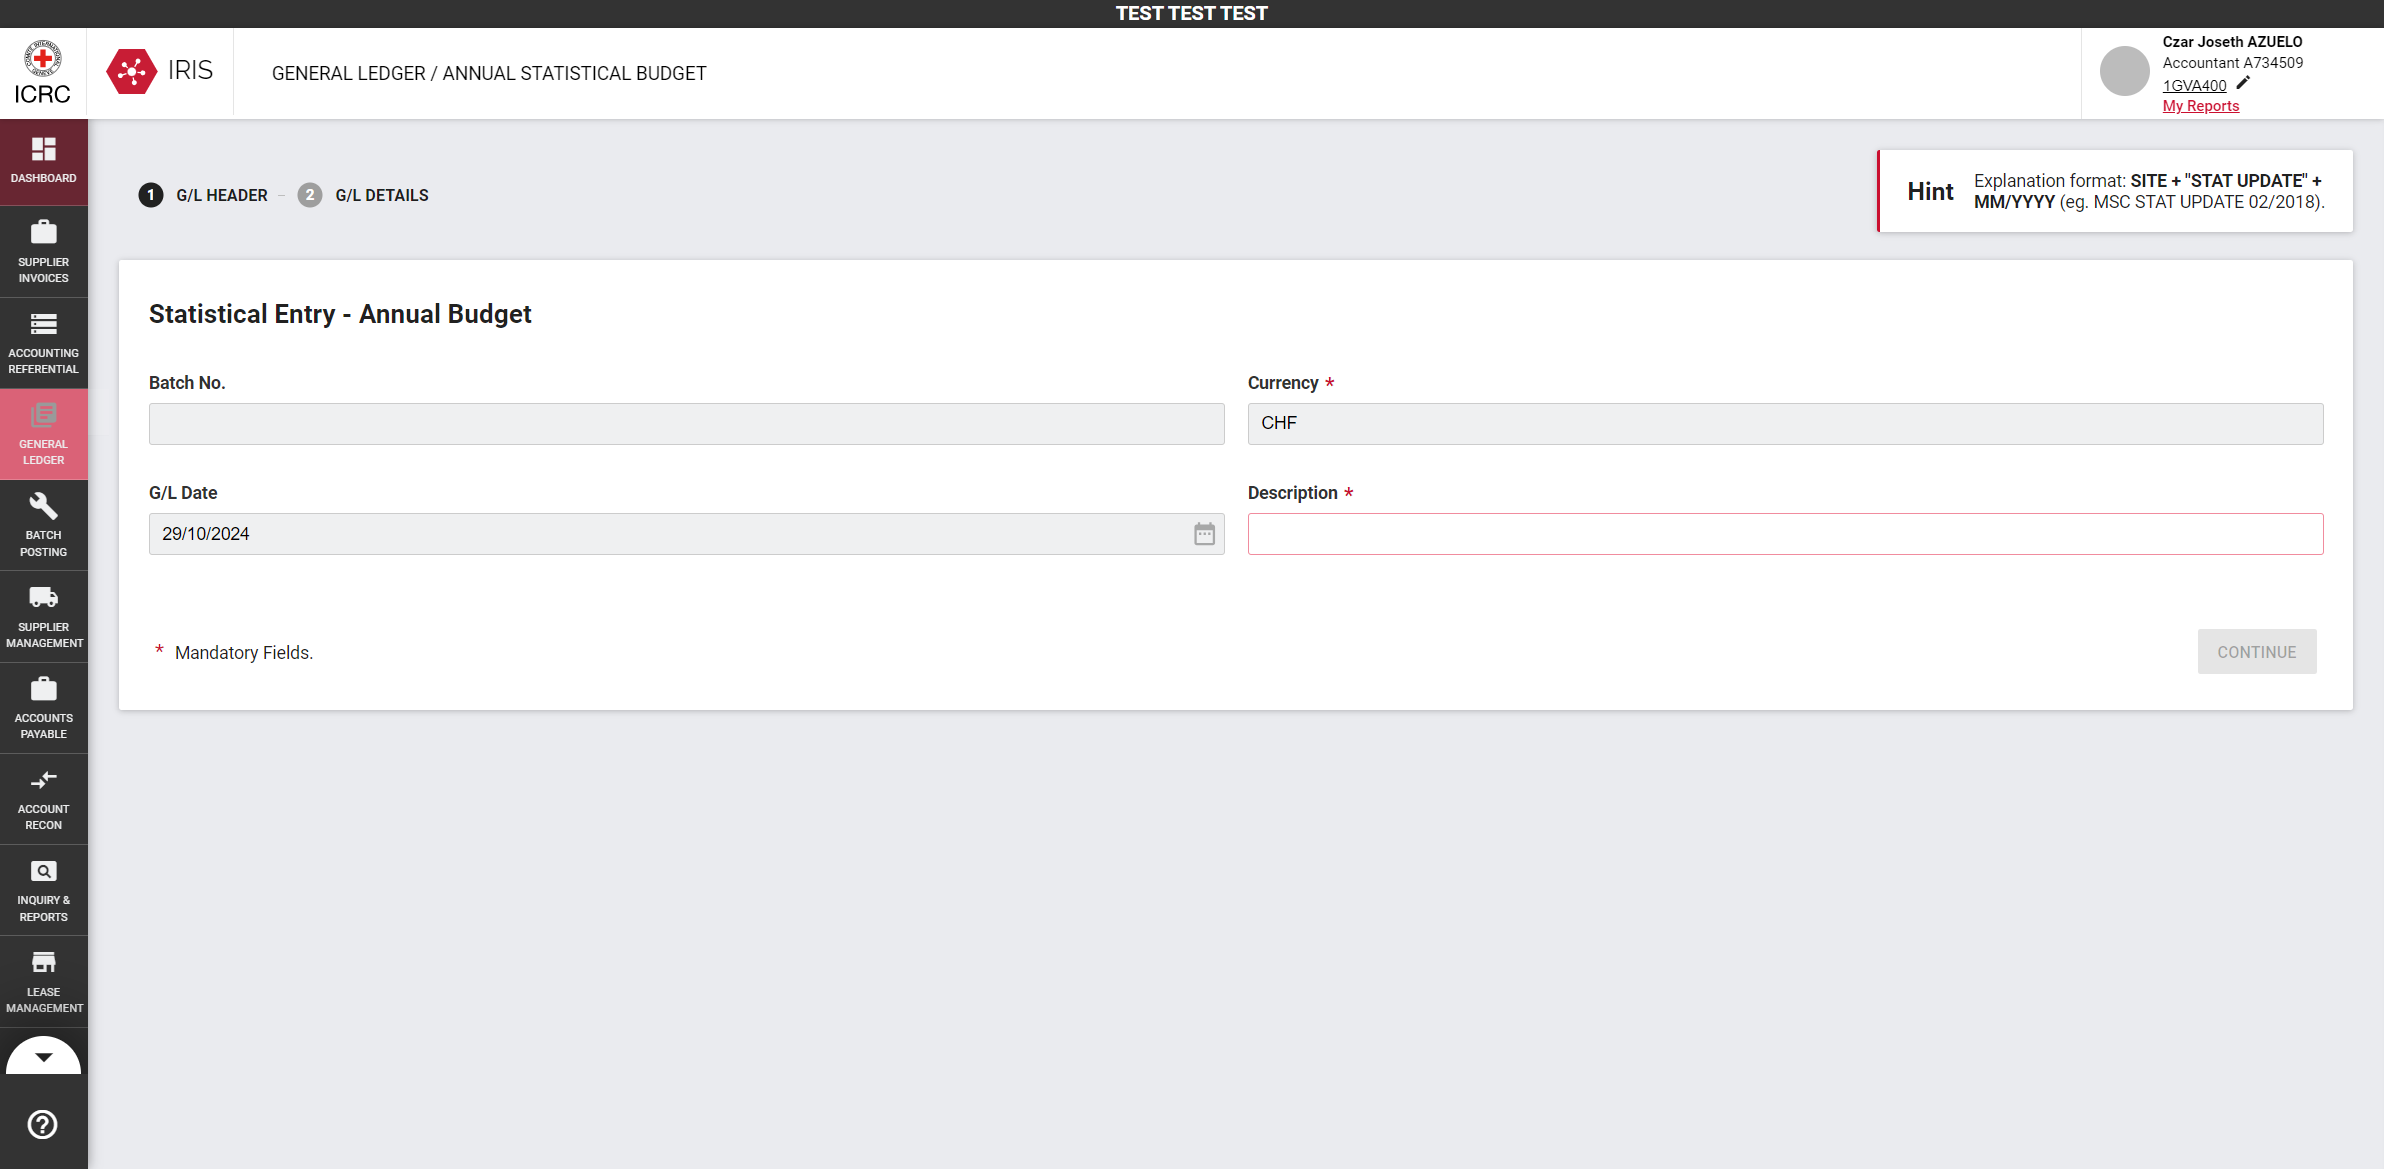 TEST TEST TEST
ICRC
IRIS
GENERAL LEDGER / ANNUAL STATISTICAL BUDGET
Czar Joseth AZUELO
Accountant A734509
1GVA400
My Reports
DASHBOARD
SUPPLIER
INVOICES
ACCOUNTING
REFERENTIAL
GENERAL
LEDGER
BATCH
POSTING
SUPPLIER
MANAGEMENT
ACCOUNTS
PAYABLE
ACCOUNT
RECON
INQUIRY &
REPORTS
LEASE
MANAGEMENT
1 G/L HEADER – 2 G/L DETAILS
Hint
Explanation format: SITE + "STAT UPDATE" +
MM/YYYY (eg. MSC STAT UPDATE 02/2018).
Statistical Entry - Annual Budget
Batch No.
Currency *
CHF
G/L Date
Description *
29/10/2024
* Mandatory Fields.
CONTINUE